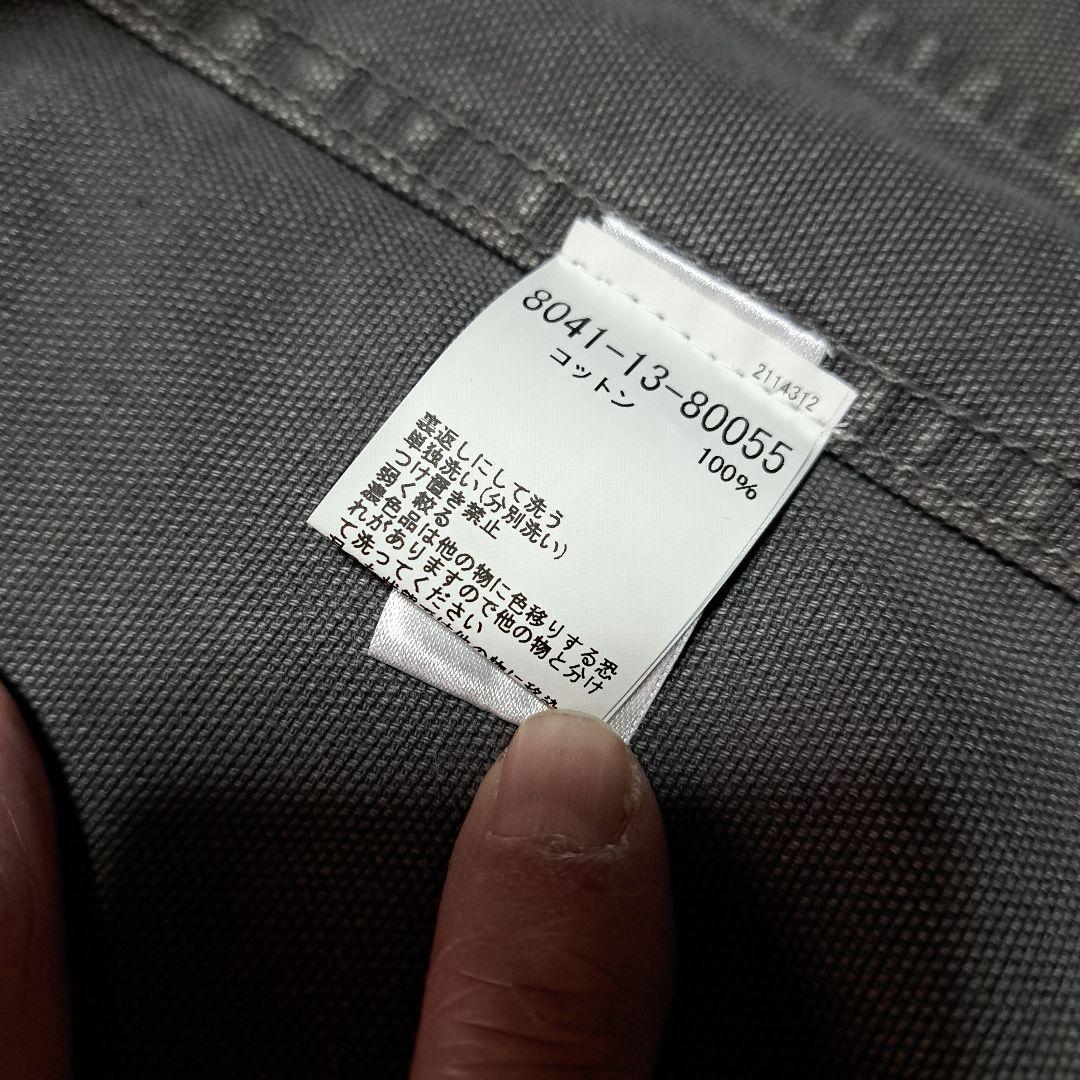 2114312
8041-13-80055
コットン 100%
裏返しにして洗う
単独洗い(分別洗い)
つけ置き禁止
弱く絞る
濃色品は他の物に色移りする恐
れがありますので他の物と分け
て洗ってください